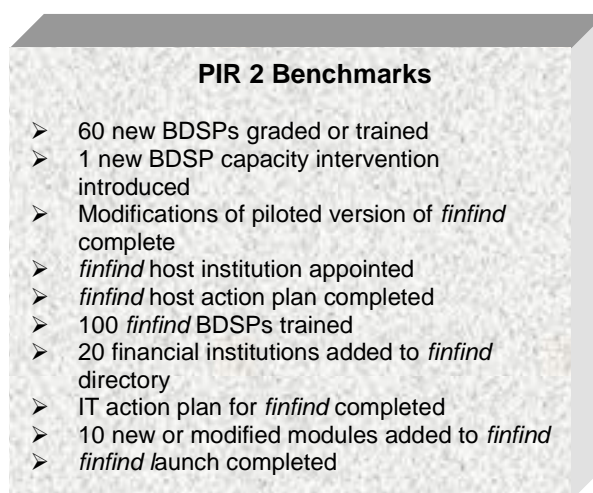 PIR 2 Benchmarks
➢ 60 new BDSPs graded or trained
➢ 1 new BDSP capacity intervention
introduced
➢ Modifications of piloted version of finfind
complete
➢ finfind host institution appointed
➢ finfind host action plan completed
➢ 100 finfind BDSPs trained
➢ 20 financial institutions added to finfind
directory
➢ IT action plan for finfind completed
➢ 10 new or modified modules added to finfind
➢ finfind launch completed